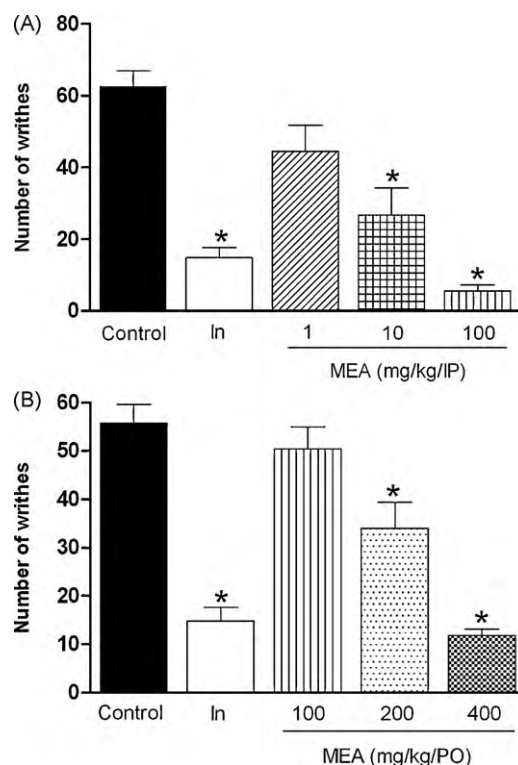 (A)
Number of writhes
80
60
40
20
0
*
*
*
Control In 1 10 100
MEA (mg/kg/IP)
(B)
Number of writhes
60
50
40
30
20
10
0
*
*
*
Control In 100 200 400
MEA (mg/kg/PO)